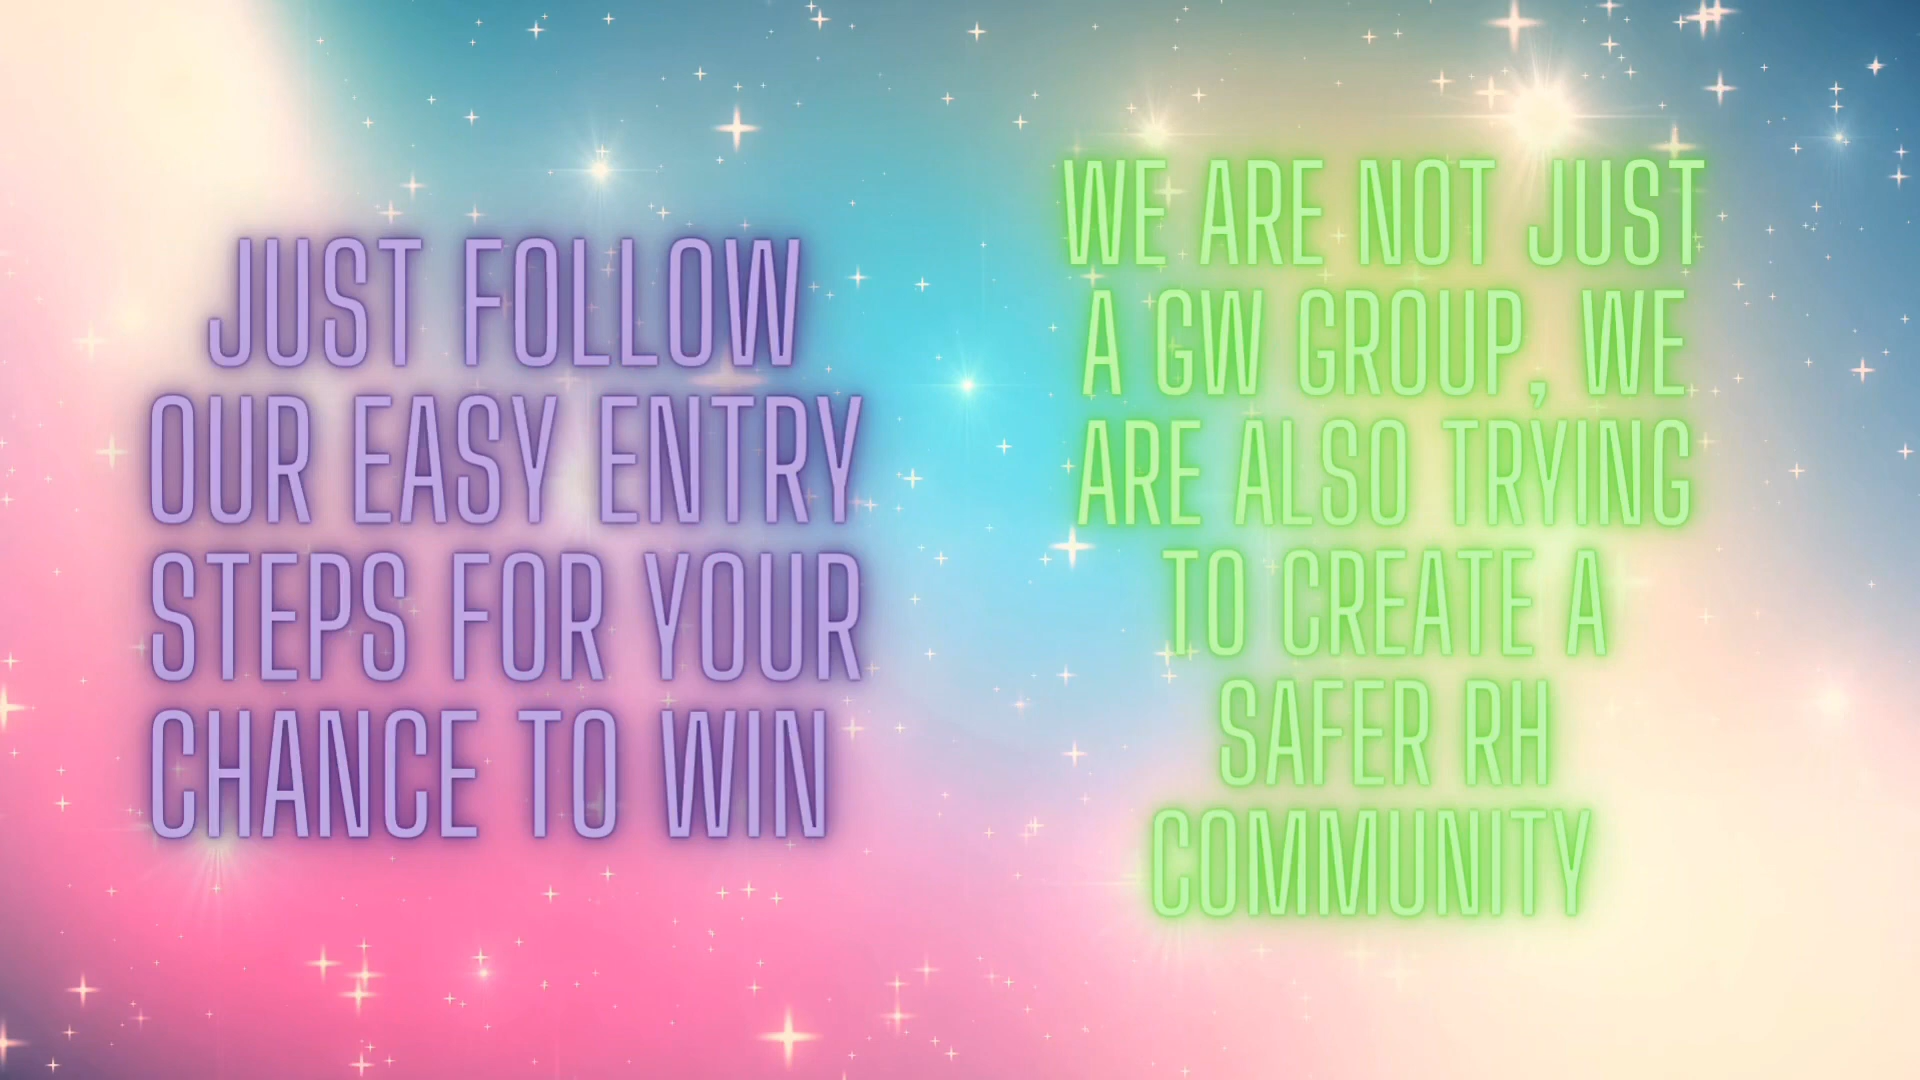 JUST FOLLOW
OUR EASY ENTRY
STEPS FOR YOUR
CHANCE TO WIN
WE ARE NOT JUST
A GW GROUP, WE
ARE ALSO TRYING
TO CREATE A
SAFER RH
COMMUNITY